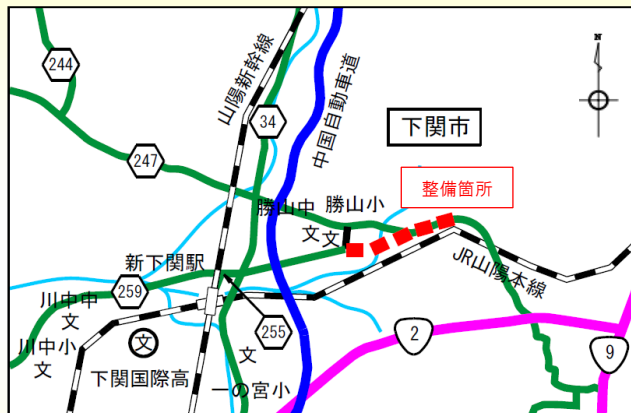 N
244
山陽新幹線
34
中国自動車道
下関市
247
整備箇所
勝山中
勝山小
文
文
新下関駅
JR山陽本線
川中中
259
文
255
2
川中小
文
文
文
9
下関国際高
一の宮小